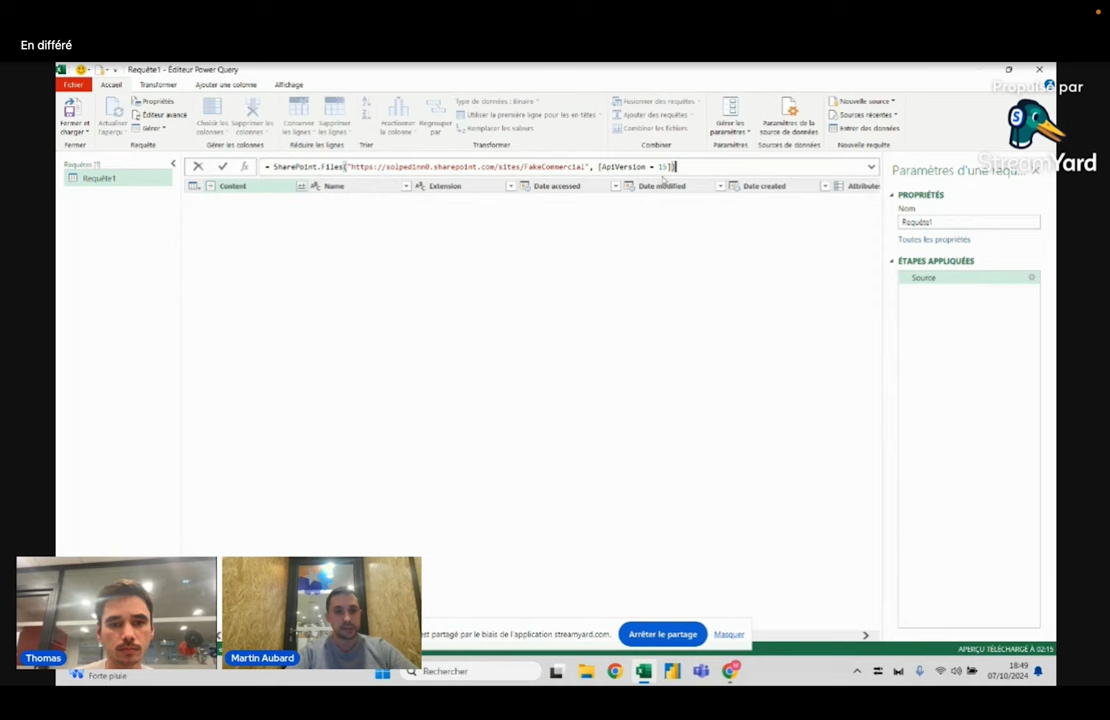 En différé
Requête1 - Éditeur Power Query
Fichier
Accueil
Transformer
Ajouter une colonne
Affichage
Propulsé par
StreamYard
Fermer et
charger
Actualiser
l'aperçu
Propriétés
Éditeur avancé
Gérer
Choisir les
colonnes
Supprimer les
colonnes
Conserver
les lignes
Supprimer
les lignes
Fractionner
la colonne
Regrouper
par
Type de données : Binaire
Utiliser la première ligne pour les en-têtes
Remplacer les valeurs
Fusionner des requêtes
Ajouter des requêtes
Combiner les fichiers
Gérer les
paramètres
Paramètres de la
source de données
Nouvelle source
Sources récentes
Entrer des données
Fermer
Requête
Gérer les colonnes
Réduire les lignes
Trier
Transformer
Combiner
Paramètres
Sources de données
Nouvelle requête
Requêtes [1]
Requête1
= SharePoint.Files("https://solpedinn0.sharepoint.com/sites/FakeCommercial", [ApiVersion = 15])
Content
Name
Extension
Date accessed
Date modified
Date created
Attributes
Paramètres d'une requ...
PROPRIÉTÉS
Nom
Requête1
Toutes les propriétés
ÉTAPES APPLIQUÉES
Source
est partagé par le biais de l'application streamyard.com.
Arrêter le partage
Masquer
APERÇU TÉLÉCHARGÉ À 02:15
Thomas
Martin Aubard
Forte pluie
Rechercher
18:49
07/10/2024